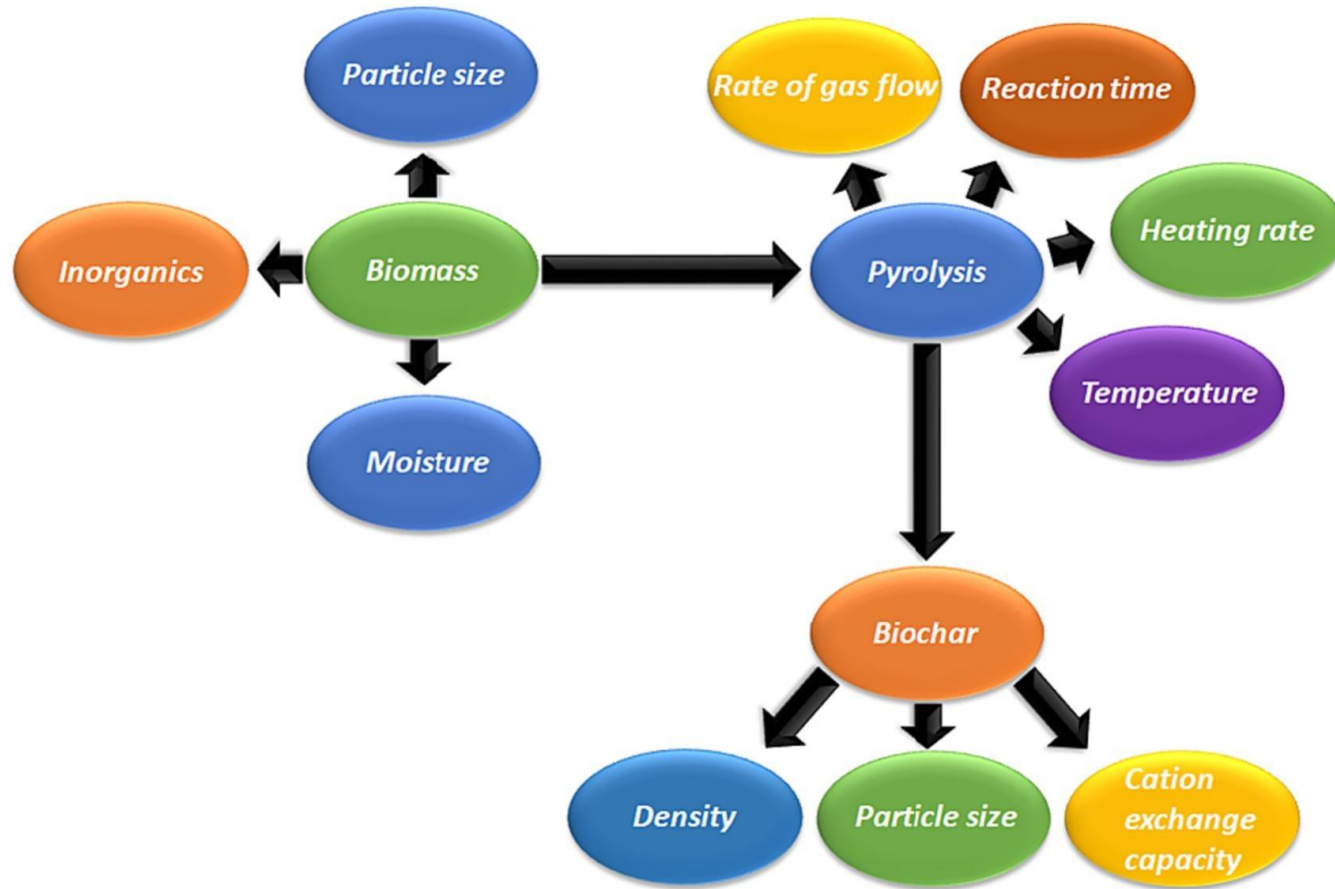 Particle size
Rate of gas flow
Reaction time
Inorganics
Biomass
Pyrolysis
Heating rate
Temperature
Moisture
Biochar
Density
Particle size
Cation
exchange
capacity